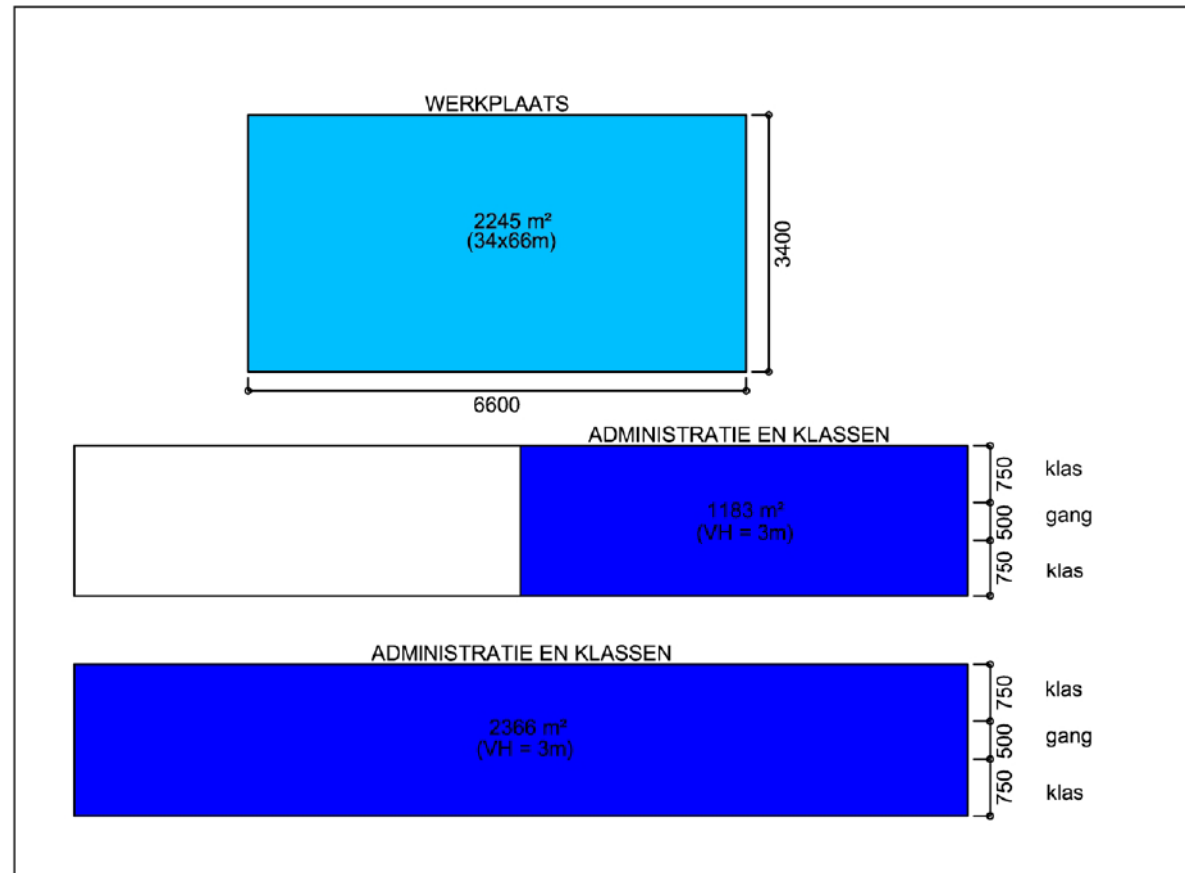 WERKPLAATS
2245 m²
(34x66m)
3400
6600
ADMINISTRATIE EN KLASSEN
1183 m²
(VH = 3m)
750
klas
500
gang
750
klas
ADMINISTRATIE EN KLASSEN
2366 m²
(VH = 3m)
750
klas
500
gang
750
klas